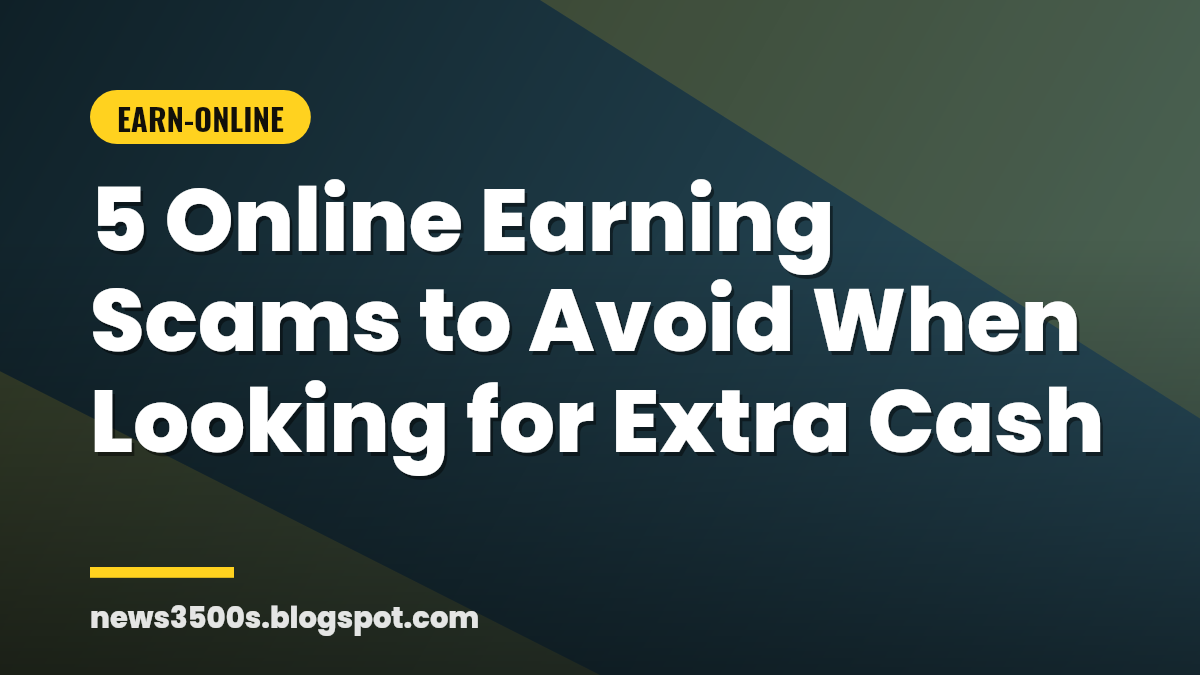 EARN-ONLINE
5 Online Earning
Scams to Avoid When
Looking for Extra Cash
news3500s.blogspot.com